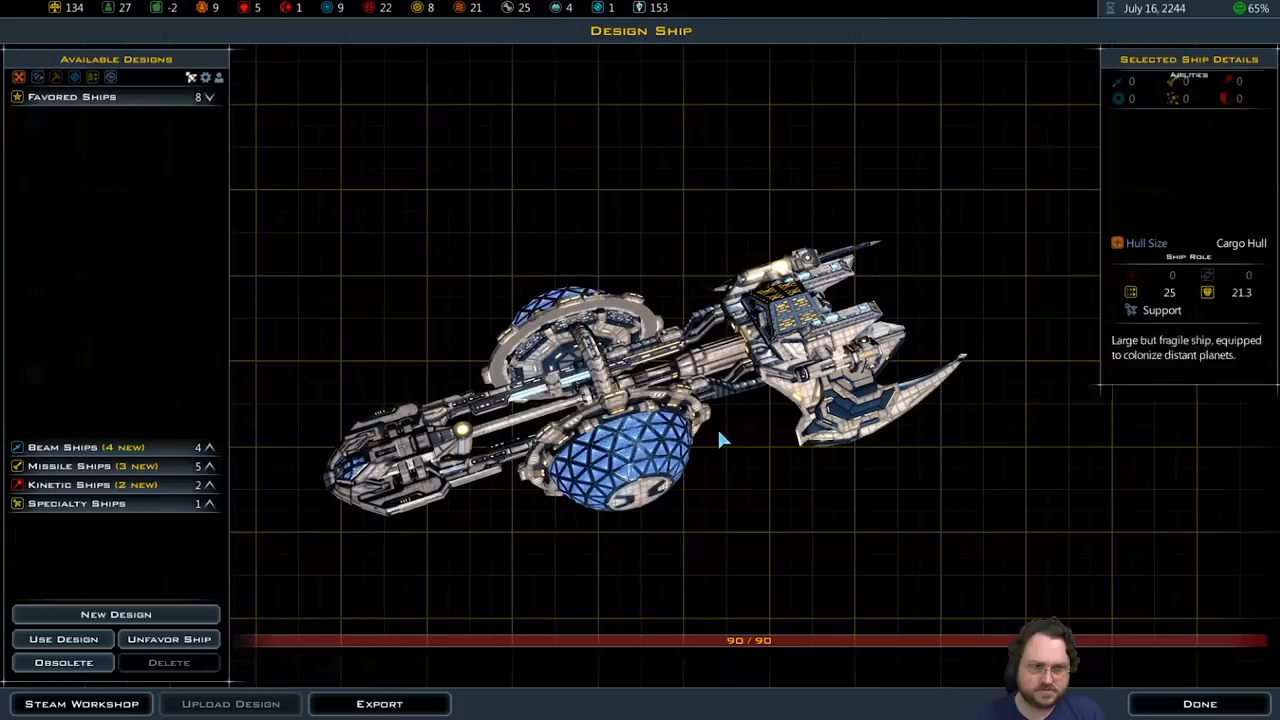 134 27 -2 9 5 1 9 22 8 21 25 4 1 153 July 16, 2244 65%
Design Ship
Available Designs
Selected Ship Details
Abilities
0 0 0
0 0 0
Favored Ships 8
Hull Size Cargo Hull
Ship Role
0 0
25 21.3
Support
Large but fragile ship, equipped
to colonize distant planets.
Beam Ships (4 new) 4
Missile Ships (3 new) 5
Kinetic Ships (2 new) 2
Specialty Ships 1
New Design
Use Design Unfavor Ship
90 / 90
Obsolete Delete
Steam Workshop Upload Design Export Done